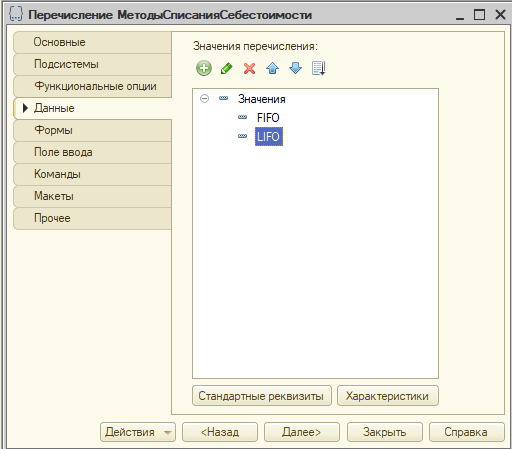 Перечисление МетодыСписанияСебестоимости
Основные
Подсистемы
Функциональные опции
Данные
Формы
Поле ввода
Команды
Макеты
Прочее
Значения перечисления:
Значения
FIFO
LIFO
Стандартные реквизиты
Характеристики
Действия
<Назад
Далее>
Закрыть
Справка